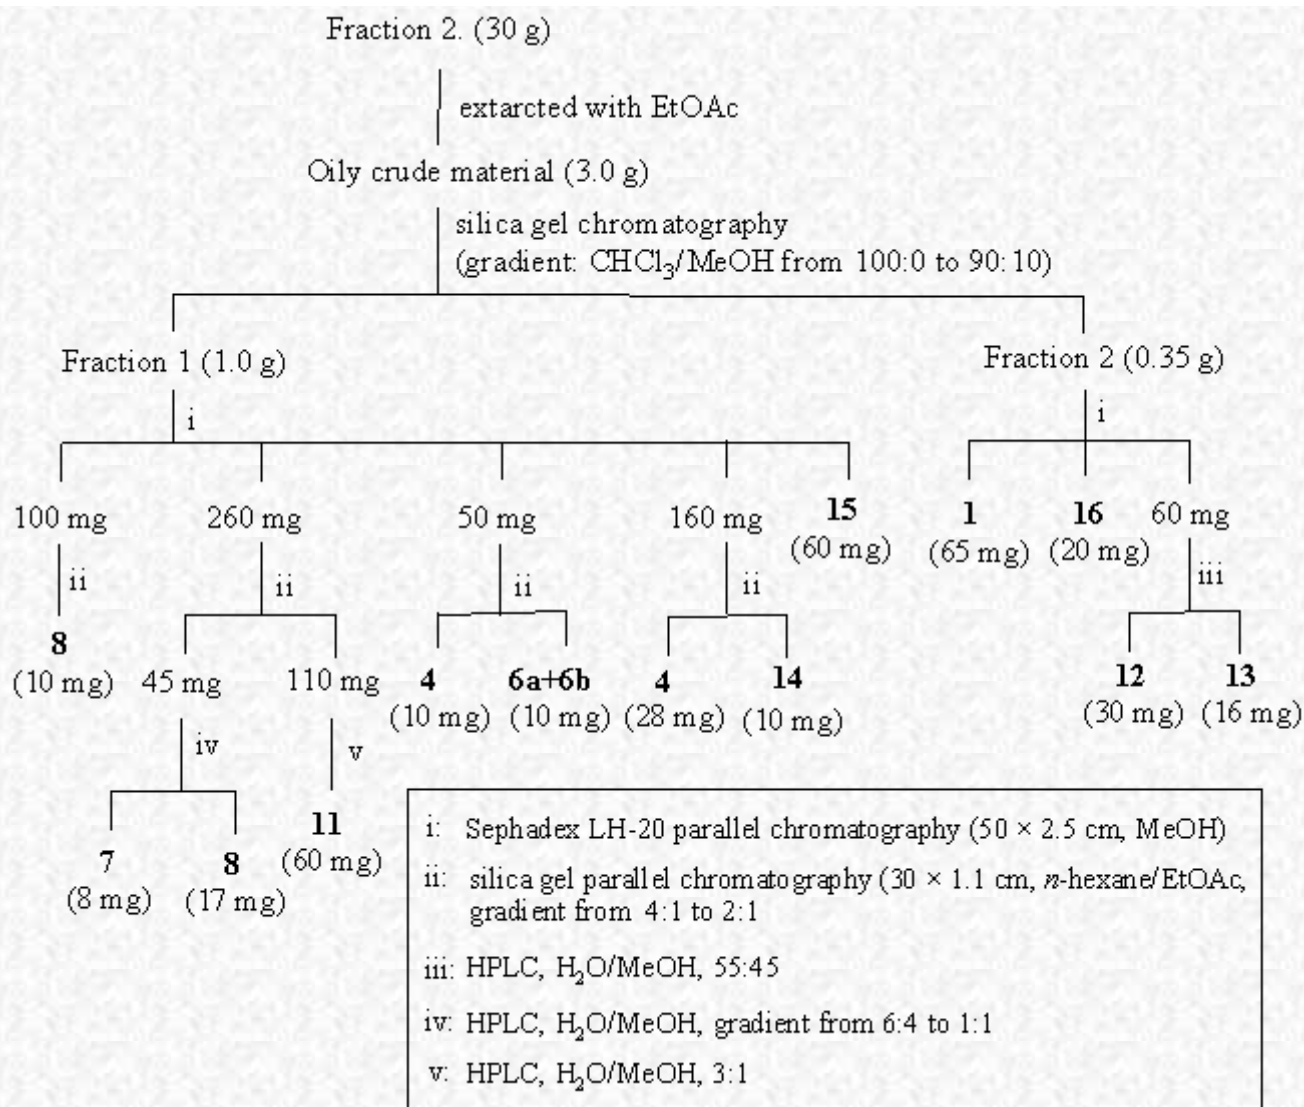 Fraction 2. (30 g)
extarcted with EtOAc
Oily crude material (3.0 g)
silica gel chromatography
(gradient: CHCl₃/MeOH from 100:0 to 90:10)
Fraction 1 (1.0 g)
Fraction 2 (0.35 g)
i
i
100 mg
260 mg
50 mg
160 mg
15
(60 mg)
1
(65 mg)
16
(20 mg)
60 mg
ii
ii
ii
ii
iii
8
(10 mg)
45 mg
110 mg
4
(10 mg)
6a+6b
(10 mg)
4
(28 mg)
14
(10 mg)
12
(30 mg)
13
(16 mg)
iv
v
7
(8 mg)
8
(17 mg)
11
(60 mg)
i: Sephadex LH-20 parallel chromatography (50 × 2.5 cm, MeOH)
ii: silica gel parallel chromatography (30 × 1.1 cm, n-hexane/EtOAc,
gradient from 4:1 to 2:1
iii: HPLC, H₂O/MeOH, 55:45
iv: HPLC, H₂O/MeOH, gradient from 6:4 to 1:1
v: HPLC, H₂O/MeOH, 3:1